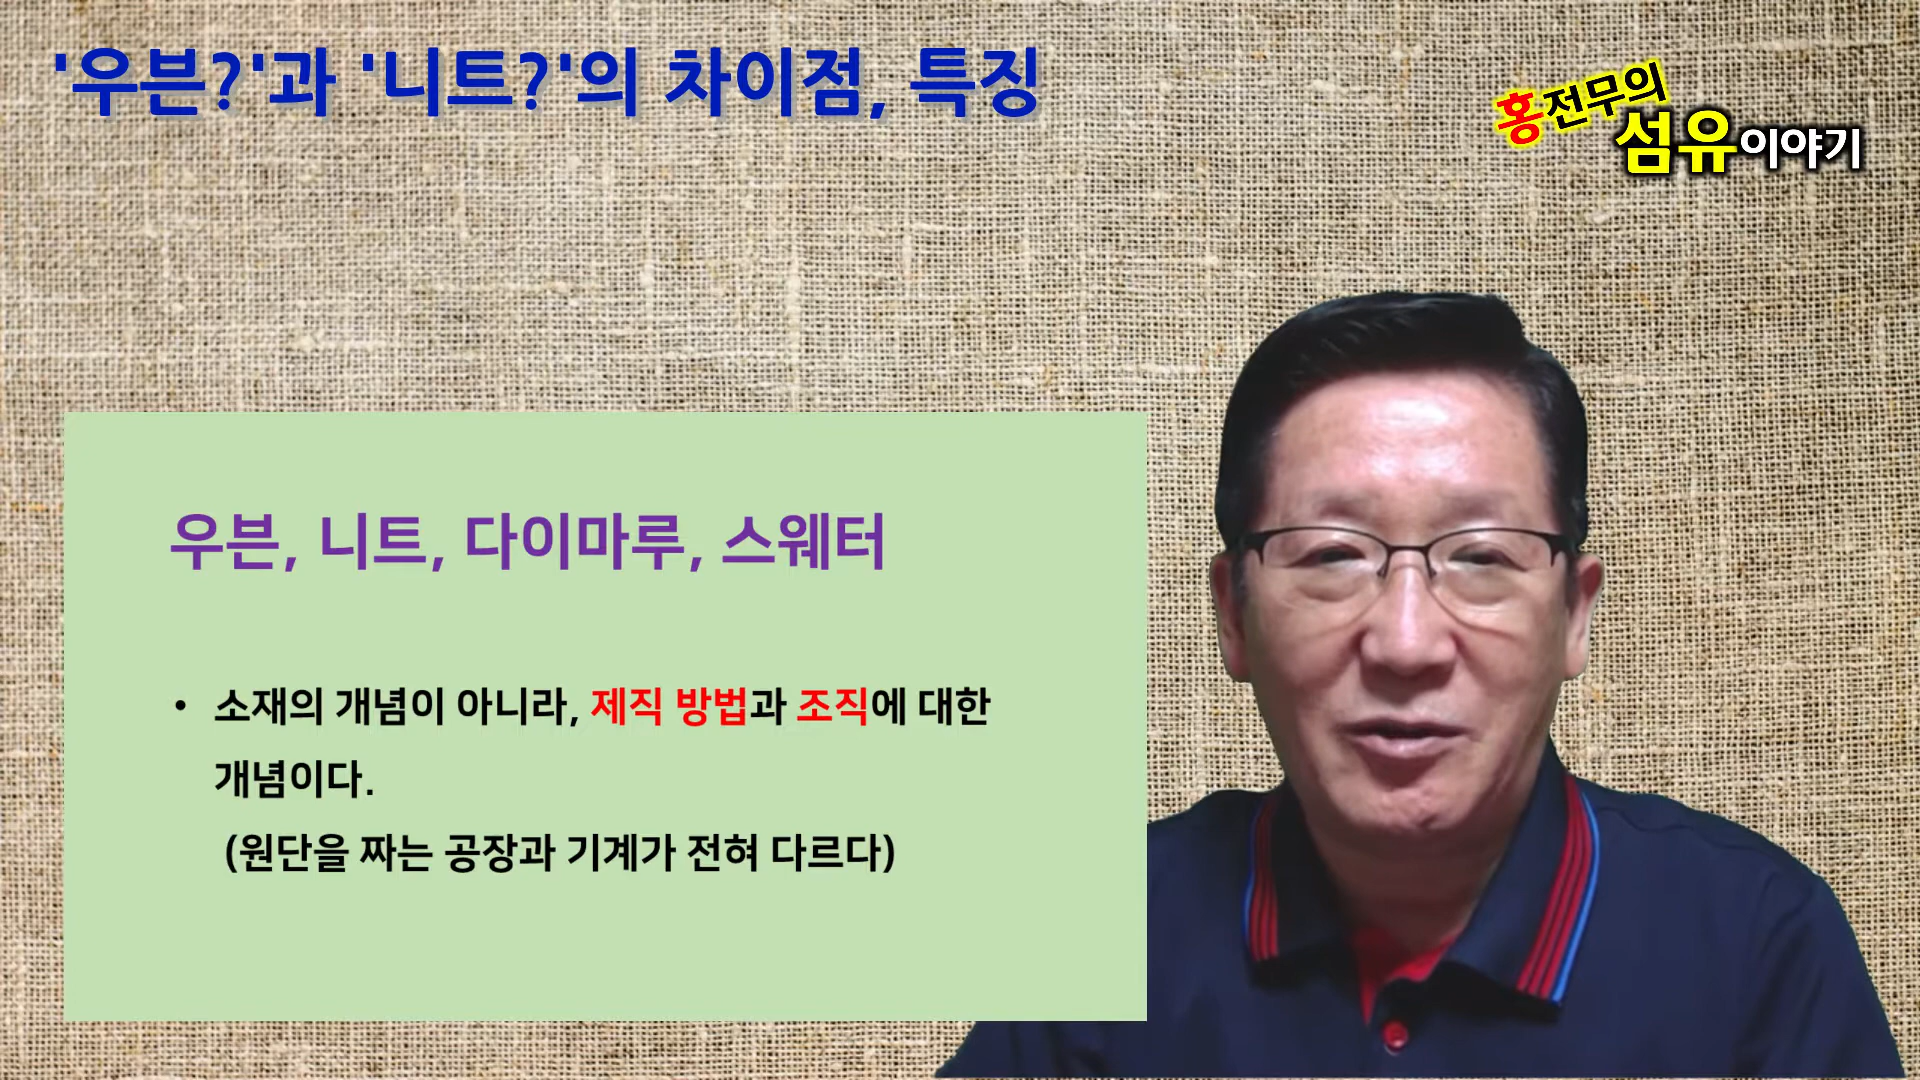 '우븐?'과 '니트?'의 차이점, 특징
홍전무의
섬유이야기
우븐, 니트, 다이마루, 스웨터
• 소재의 개념이 아니라, 제직 방법과 조직에 대한
개념이다.
(원단을 짜는 공장과 기계가 전혀 다르다)